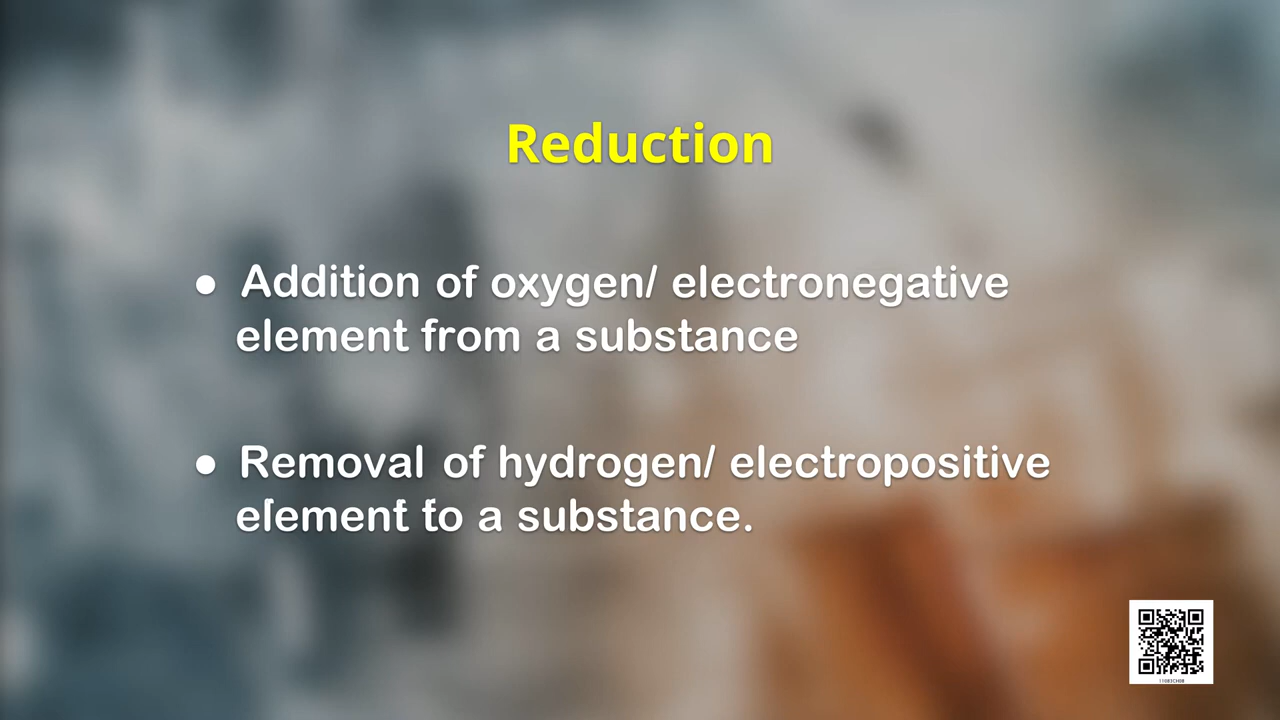 Reduction
● Addition of oxygen/ electronegative
element from a substance
● Removal of hydrogen/ electropositive
element to a substance.